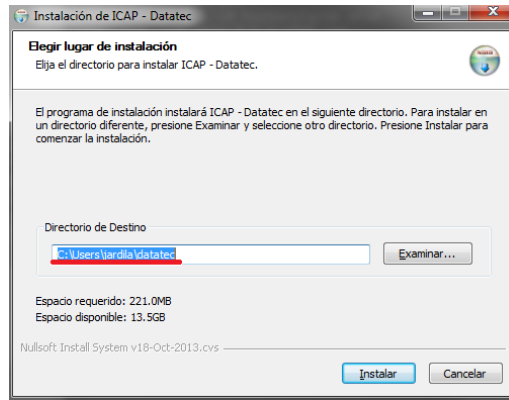 Instalación de ICAP - Datatec
Elegir lugar de instalación
Elija el directorio para instalar ICAP - Datatec.
El programa de instalación instalará ICAP - Datatec en el siguiente directorio. Para instalar en
un directorio diferente, presione Examinar y seleccione otro directorio. Presione Instalar para
comenzar la instalación.
Directorio de Destino
C:\Users\jardila\datatec
Examinar...
Espacio requerido: 221.0MB
Espacio disponible: 13.5GB
Nullsoft Install System v18-Oct-2013.cvs
Instalar
Cancelar